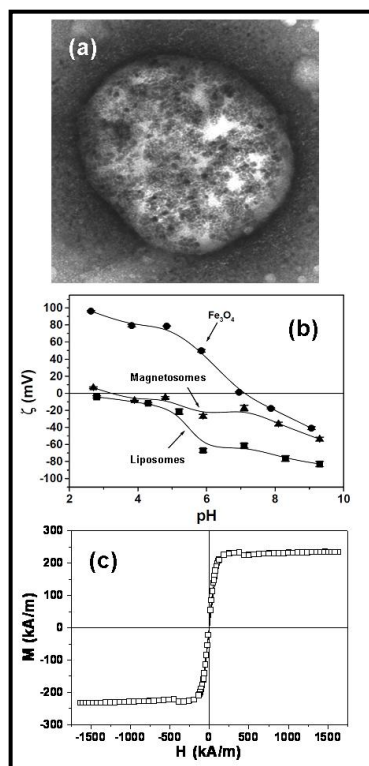 (a)
100
80
60
40
20
0
-20
-40
-60
-80
-100
ζ (mV)
Fe₃O₄
(b)
Magnetosomes
Liposomes
2 4 6 8 10
pH
300
200
100
0
-100
-200
-300
M (kA/m)
(c)
-1500 -1000 -500 0 500 1000 1500
H (kA/m)